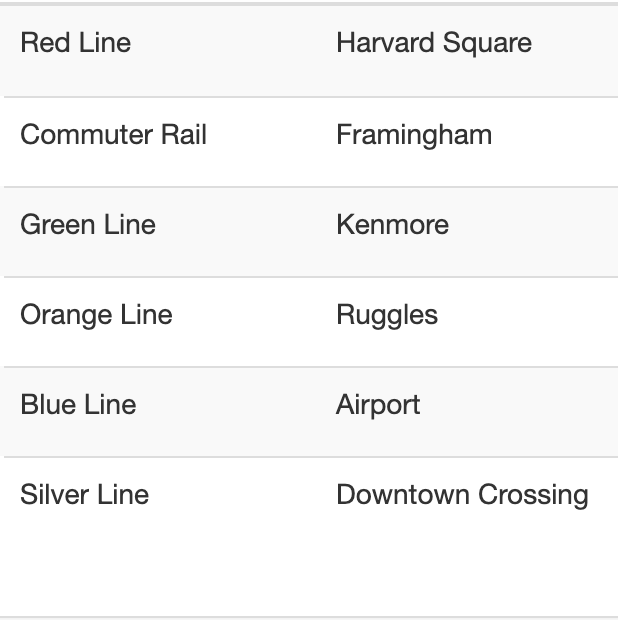 Red Line Harvard Square
Commuter Rail Framingham
Green Line Kenmore
Orange Line Ruggles
Blue Line Airport
Silver Line Downtown Crossing